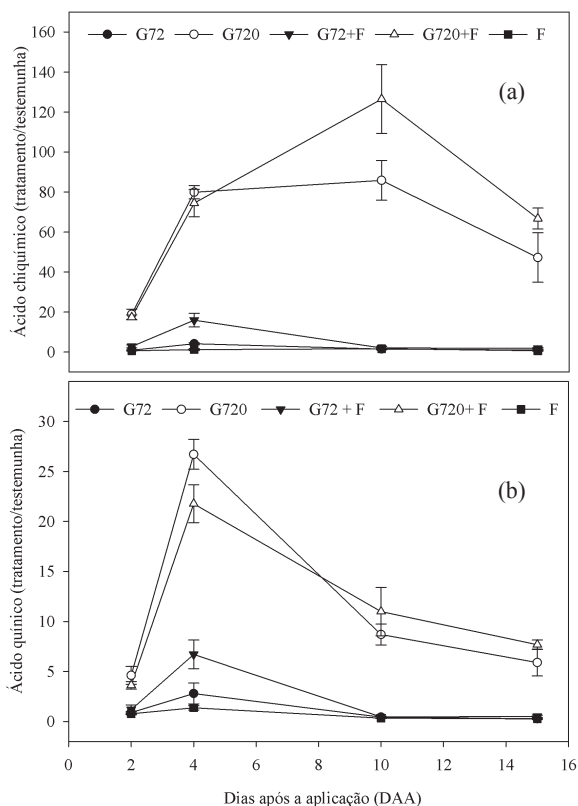 G72 G720 G72+F G720+F F
(a)
160
140
120
100
80
60
40
20
0
Ácido chiquímico (tratamento/testemunha)
G72 G720 G72 + F G720+ F F
(b)
30
25
20
15
10
5
0
Ácido quínico (tratamento/testemunha)
0 2 4 6 8 10 12 14 16
Dias após a aplicação (DAA)